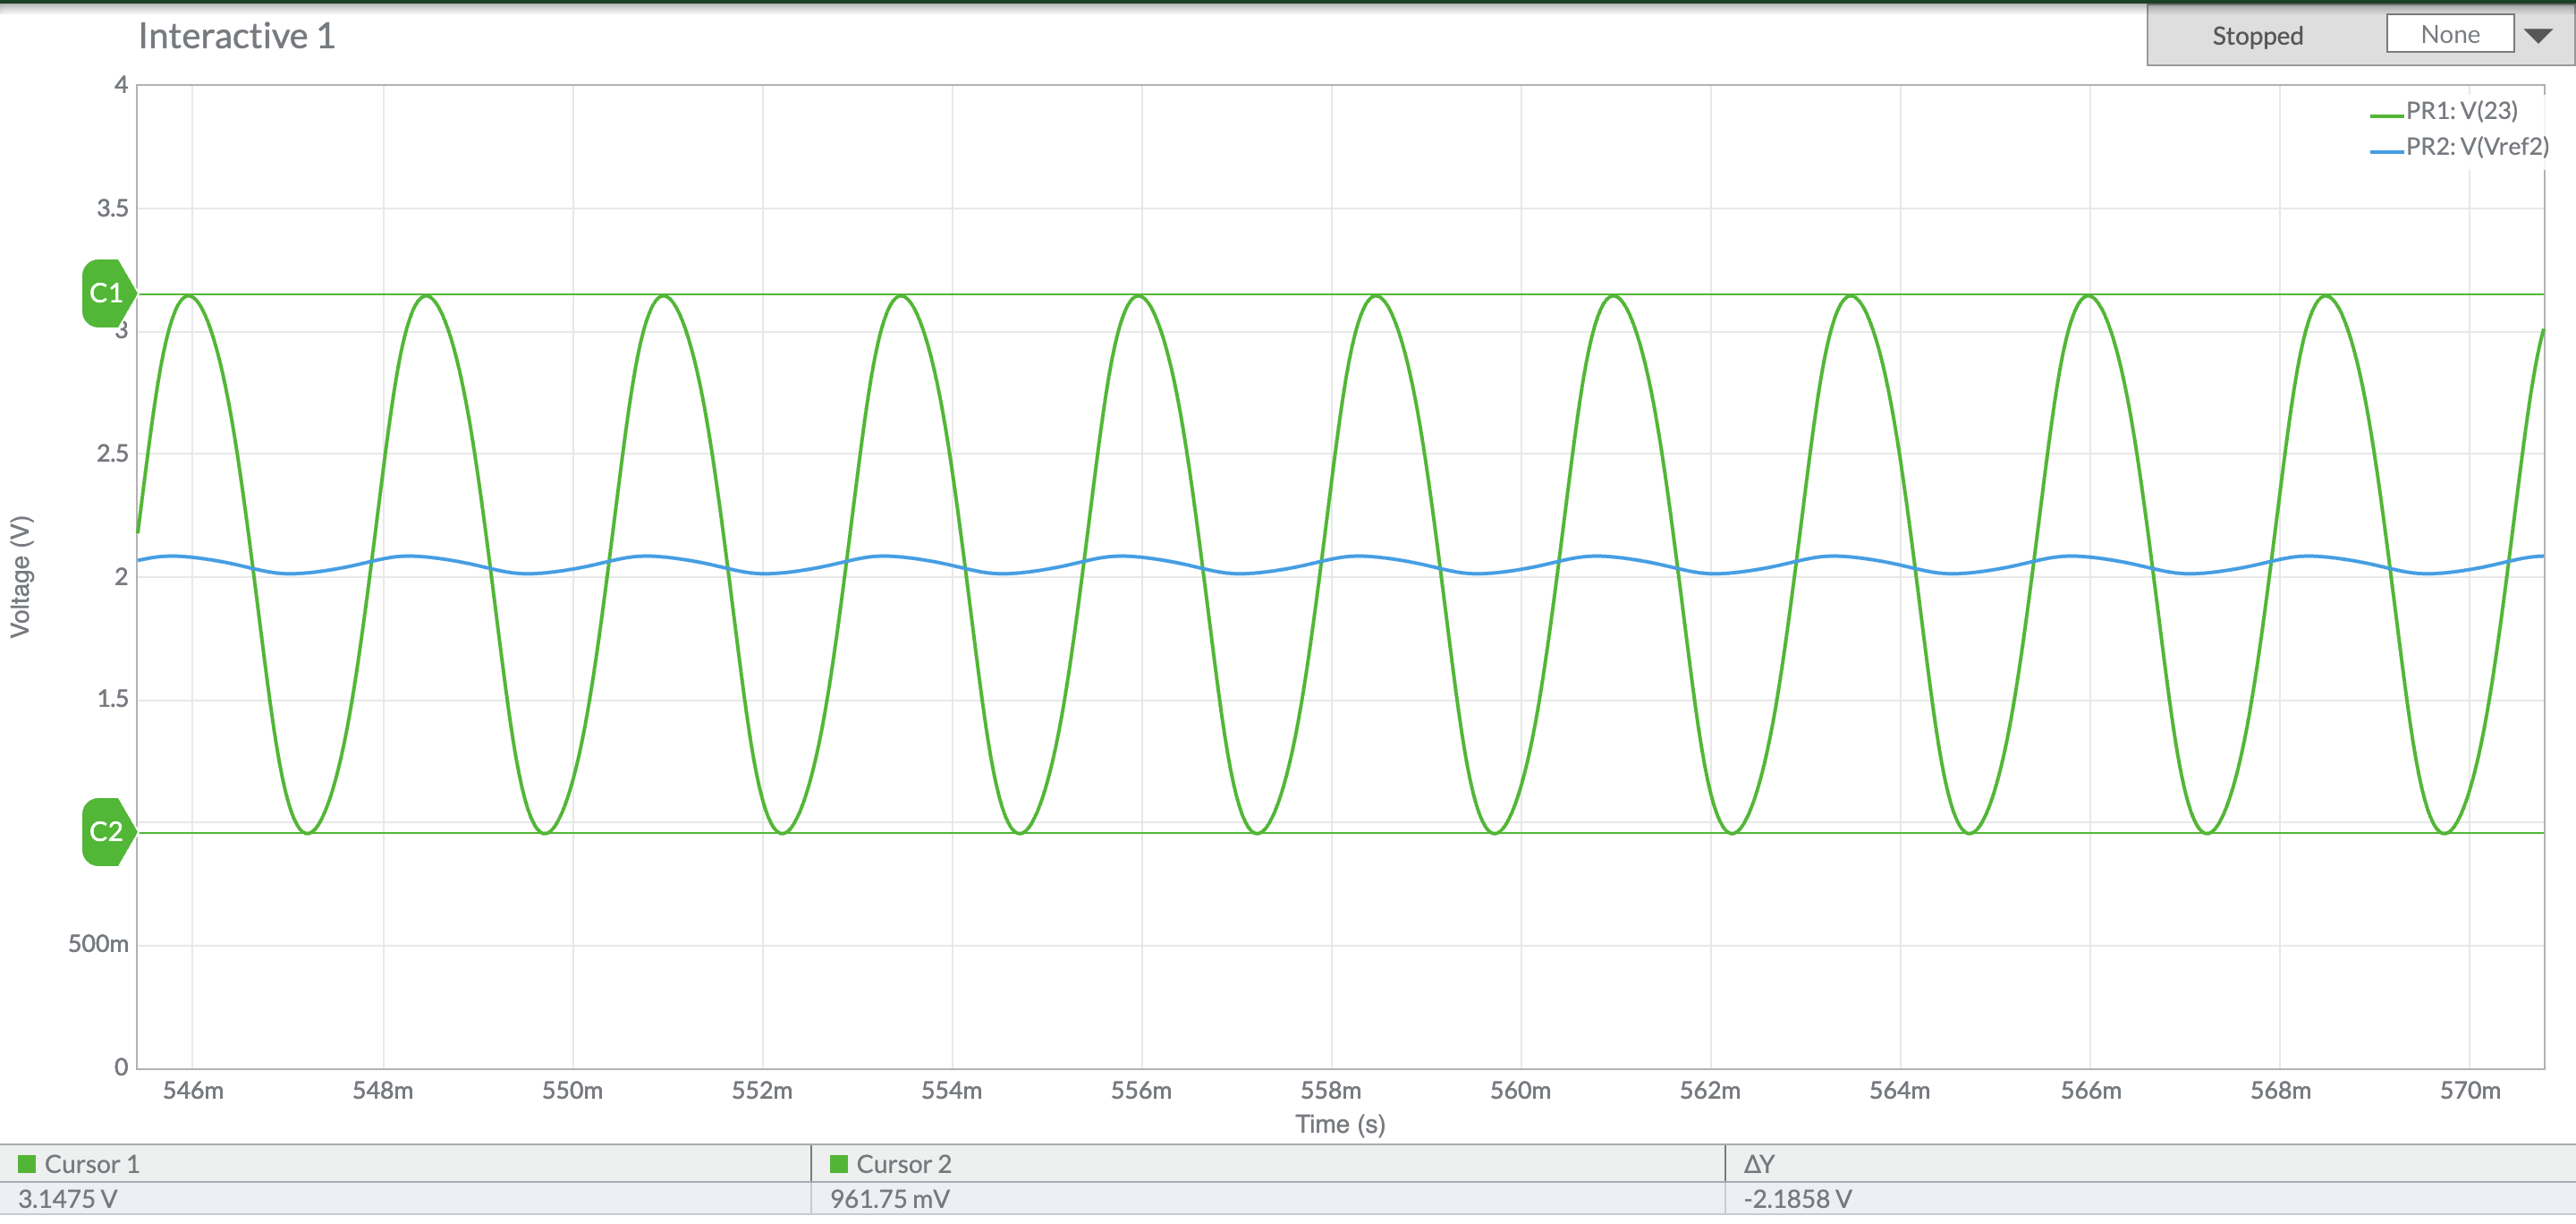 Interactive 1
Stopped
None
PR1: V(23)
PR2: V(Vref2)
4
3.5
C1
3
2.5
2
1.5
C2
500m
0
Voltage (V)
546m 548m 550m 552m 554m 556m 558m 560m 562m 564m 566m 568m 570m
Time (s)
Cursor 1 Cursor 2 ΔY
3.1475 V 961.75 mV -2.1858 V